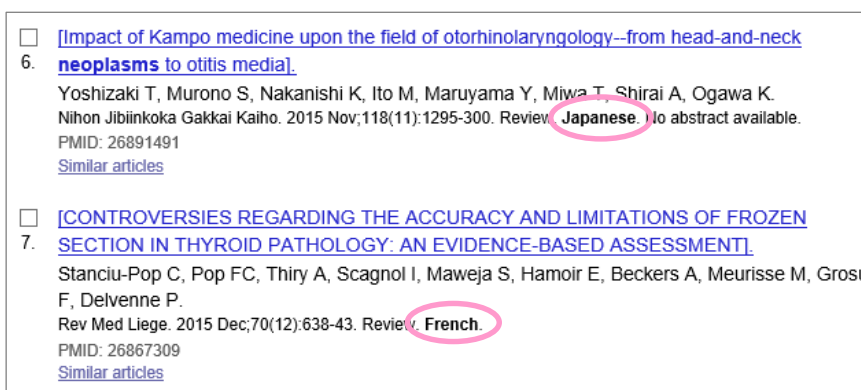 [Impact of Kampo medicine upon the field of otorhinolaryngology--from head-and-neck
6. neoplasms to otitis media].
Yoshizaki T, Murono S, Nakanishi K, Ito M, Maruyama Y, Miwa T, Shirai A, Ogawa K.
Nihon Jibiinkoka Gakkai Kaiho. 2015 Nov;118(11):1295-300. Review. Japanese. No abstract available.
PMID: 26891491
Similar articles
[CONTROVERSIES REGARDING THE ACCURACY AND LIMITATIONS OF FROZEN
7. SECTION IN THYROID PATHOLOGY: AN EVIDENCE-BASED ASSESSMENT].
Stanciu-Pop C, Pop FC, Thiry A, Scagnol I, Maweja S, Hamoir E, Beckers A, Meurisse M, Grosu
F, Delvenne P.
Rev Med Liege. 2015 Dec;70(12):638-43. Review. French.
PMID: 26867309
Similar articles